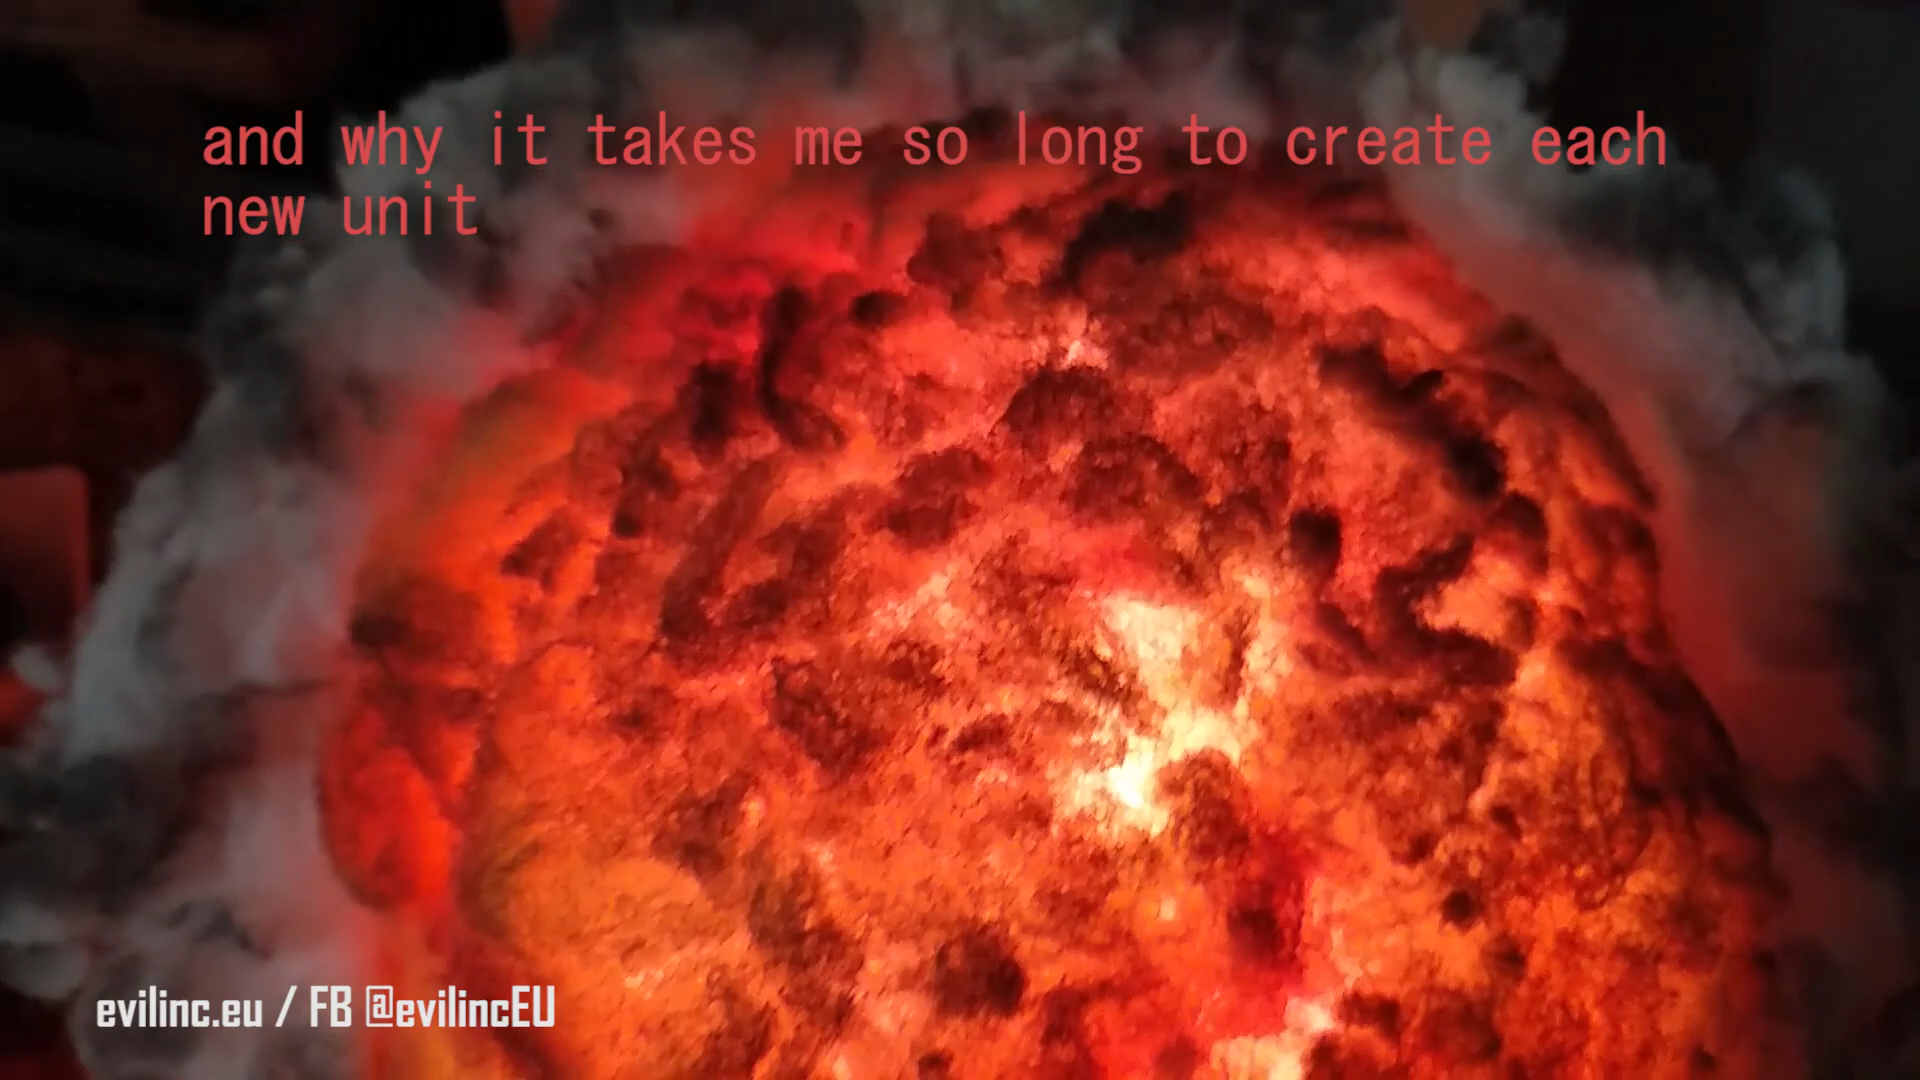 and why it takes me so long to create each
new unit
evilinc.eu / FB @evilincEU